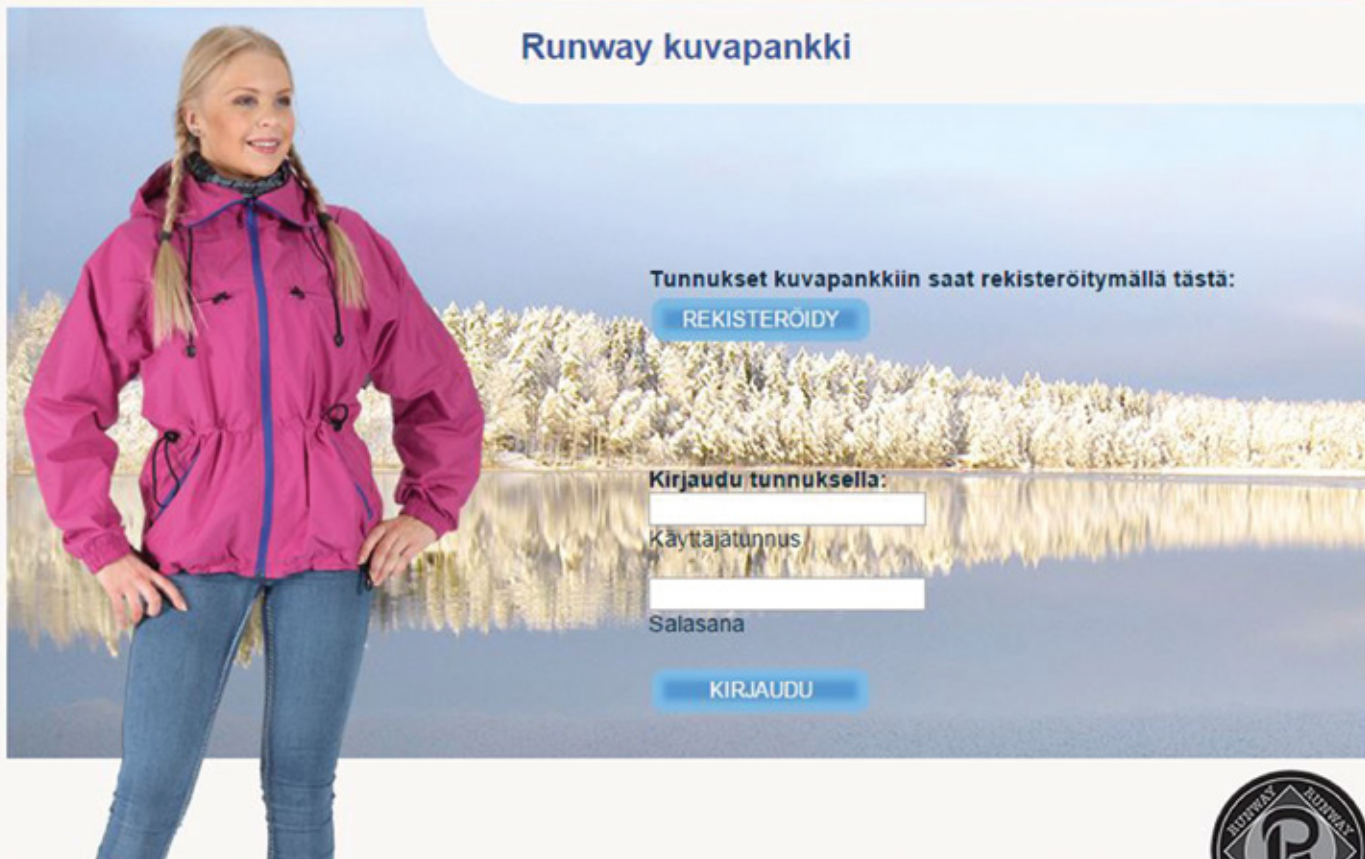 Runway kuvapankki
Tunnukset kuvapankkiin saat rekisteröitymällä tästä:
REKISTERÖIDY
Kirjaudu tunnuksella:
Käyttäjätunnus
Salasana
KIRJAUDU
RUNWAY RUNWAY